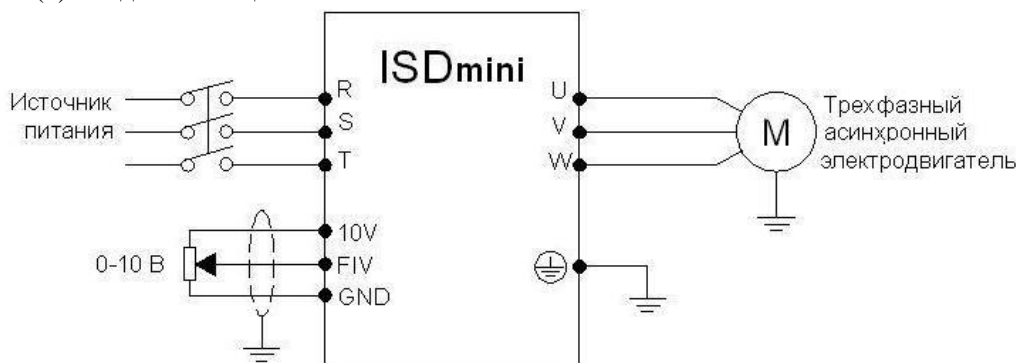 ISDmini
Источник
питания
R
S
T
U
V
W
M
Трехфазный
асинхронный
электродвигатель
0-10 В
10V
FIV
GND